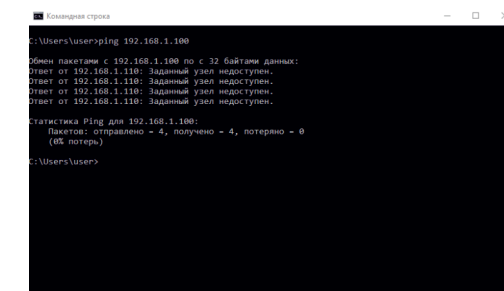 Командная строка
C:\Users\user>ping 192.168.1.100
Обмен пакетами с 192.168.1.100 по с 32 байтами данных:
Ответ от 192.168.1.110: Заданный узел недоступен.
Ответ от 192.168.1.110: Заданный узел недоступен.
Ответ от 192.168.1.110: Заданный узел недоступен.
Ответ от 192.168.1.110: Заданный узел недоступен.
Статистика Ping для 192.168.1.100:
Пакетов: отправлено = 4, получено = 4, потеряно = 0
(0% потерь)
C:\Users\user>